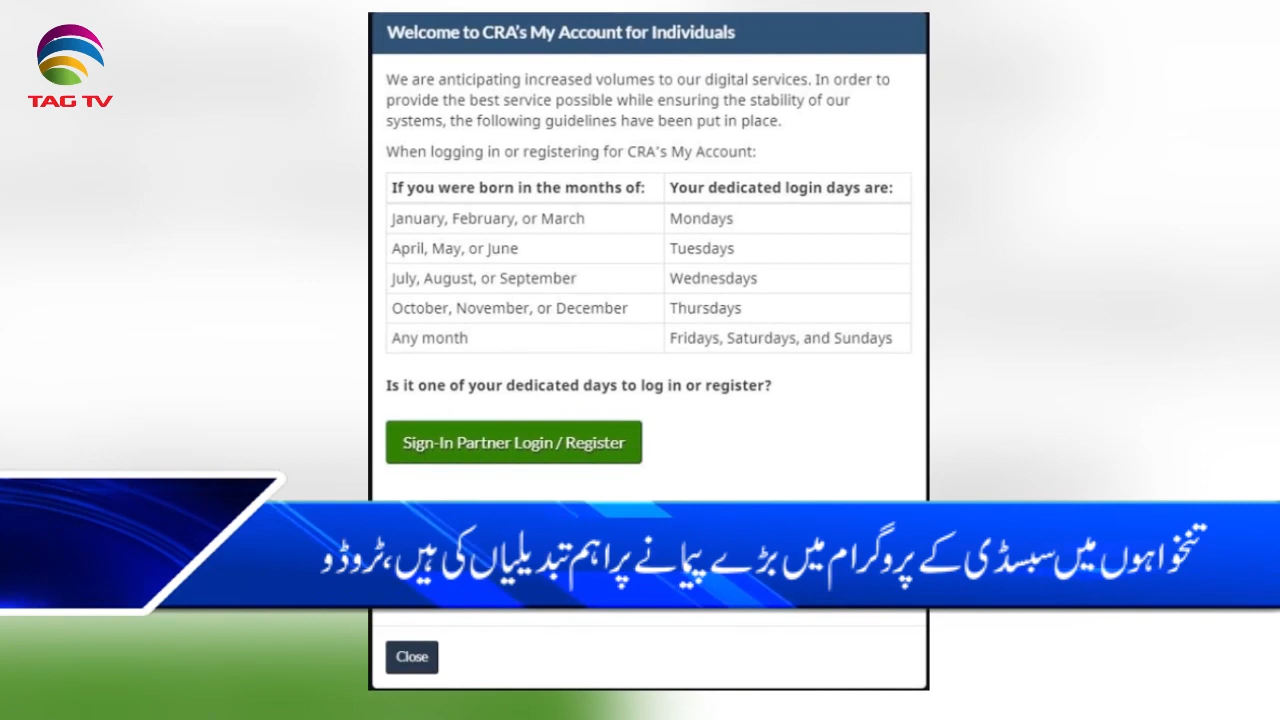 TAG TV
Welcome to CRA's My Account for Individuals
We are anticipating increased volumes to our digital services. In order to
provide the best service possible while ensuring the stability of our
systems, the following guidelines have been put in place.
When logging in or registering for CRA's My Account:
If you were born in the months of: Your dedicated login days are:
January, February, or March Mondays
April, May, or June Tuesdays
July, August, or September Wednesdays
October, November, or December Thursdays
Any month Fridays, Saturdays, and Sundays
Is it one of your dedicated days to log in or register?
Sign-In Partner Login / Register
تنخواہوں میں سبسڈی کے پروگرام میں بڑے پیمانے پر اہم تبدیلیاں کی ہیں، ٹروڈو
Close